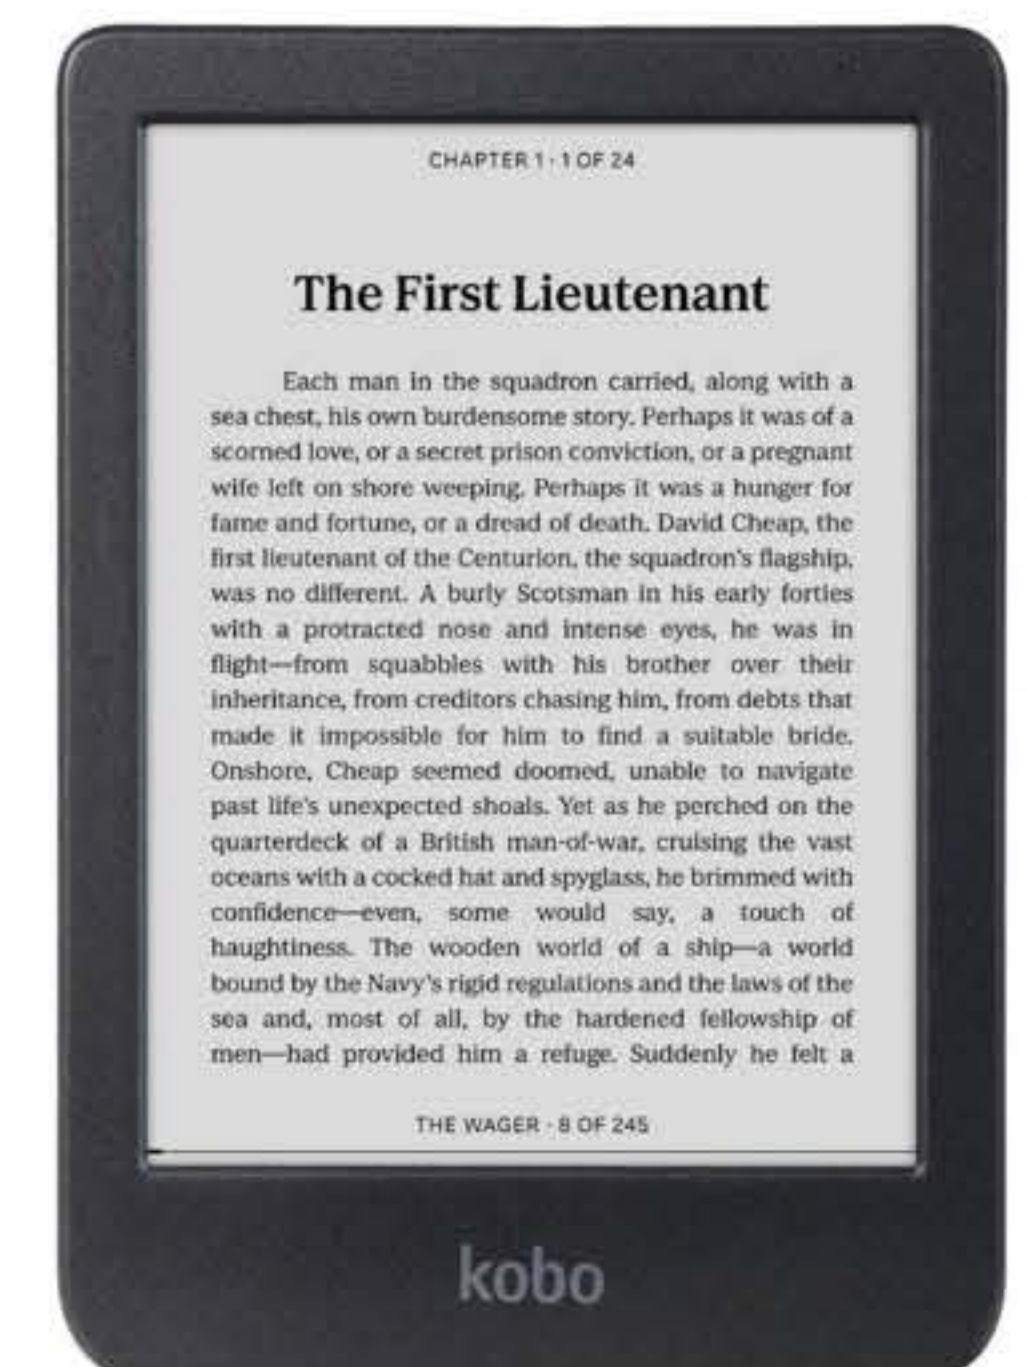 CHAPTER 1 · 1 OF 24
The First Lieutenant
Each man in the squadron carried, along with a
sea chest, his own burdensome story. Perhaps it was of a
scorned love, or a secret prison conviction, or a pregnant
wife left on shore weeping. Perhaps it was a hunger for
fame and fortune, or a dread of death. David Cheap, the
first lieutenant of the Centurion, the squadron's flagship,
was no different. A burly Scotsman in his early forties
with a protracted nose and intense eyes, he was in
flight—from squabbles with his brother over their
inheritance, from creditors chasing him, from debts that
made it impossible for him to find a suitable bride.
Onshore, Cheap seemed doomed, unable to navigate
past life's unexpected shoals. Yet as he perched on the
quarterdeck of a British man-of-war, cruising the vast
oceans with a cocked hat and spyglass, he brimmed with
confidence—even, some would say, a touch of
haughtiness. The wooden world of a ship—a world
bound by the Navy's rigid regulations and the laws of the
sea and, most of all, by the hardened fellowship of
men—had provided him a refuge. Suddenly he felt a
THE WAGER · 8 OF 245
kobo